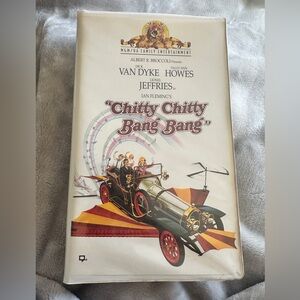 MGM/UA FAMILY ENTERTAINMENT
ALBERT R. BROCCOLI Presents
DICK
VAN DYKE
SALLY ANN
HOWES
LIONEL
JEFFRIES
IAN FLEMING'S
"Chitty Chitty
Bang Bang"